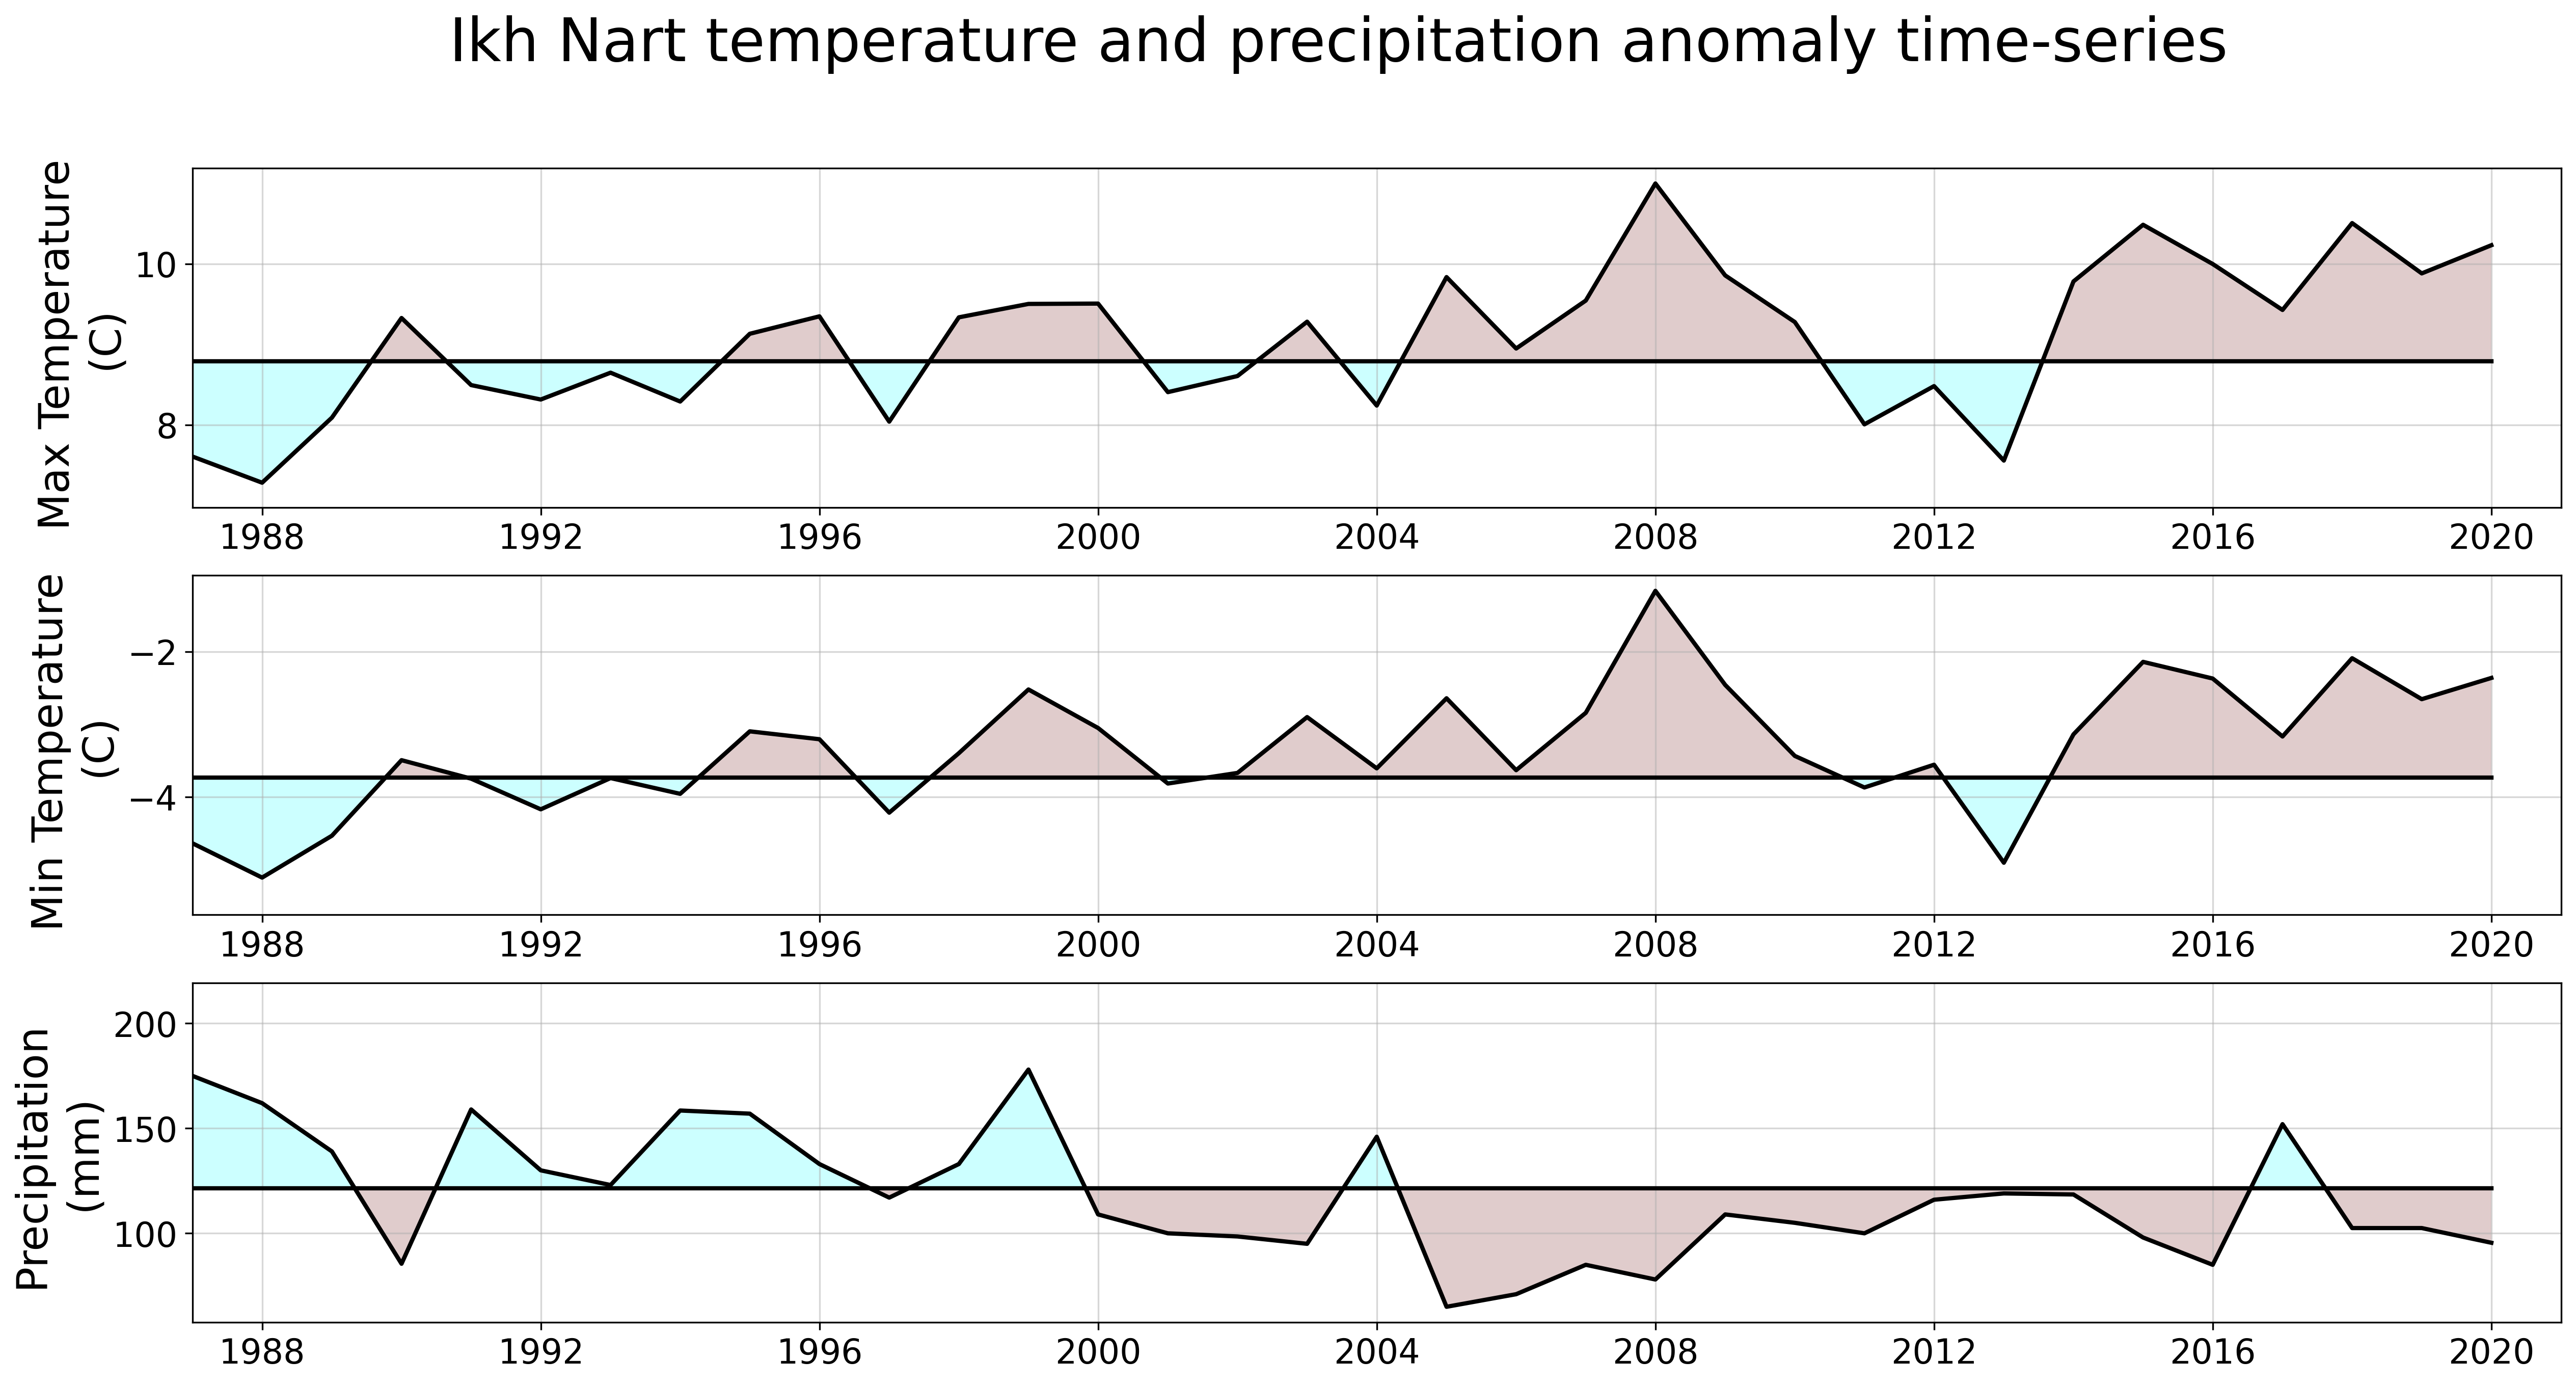 Ikh Nart temperature and precipitation anomaly time-series
Max Temperature
(C)
10
8
1988 1992 1996 2000 2004 2008 2012 2016 2020
Min Temperature
(C)
−2
−4
1988 1992 1996 2000 2004 2008 2012 2016 2020
Precipitation
(mm)
200
150
100
1988 1992 1996 2000 2004 2008 2012 2016 2020